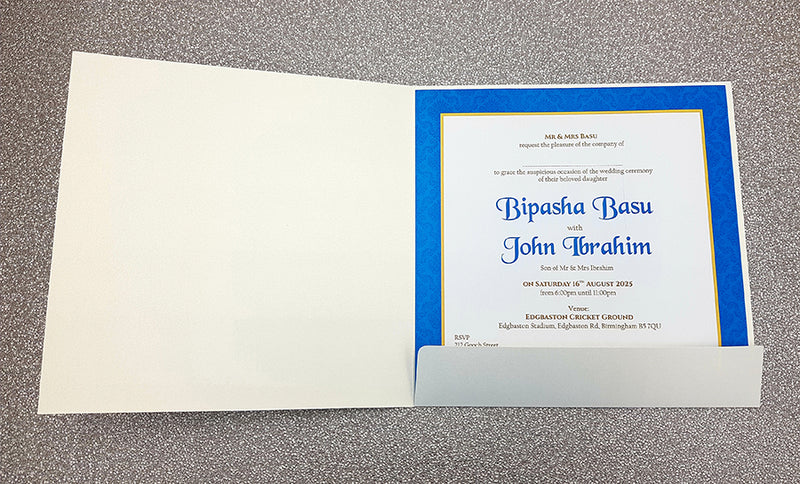 Mr & Mrs Basu
request the pleasure of the company of
to grace the auspicious occasion of the wedding ceremony
of their beloved daughter
Bipasha Basu
with
John Ibrahim
Son of Mr & Mrs Ibrahim
on Saturday 16th August 2025
from 6:00pm until 11:00pm
Venue:
Edgbaston Cricket Ground
Edgbaston Stadium, Edgbaston Rd, Birmingham B5 7QU
RSVP
212 Gooch Street